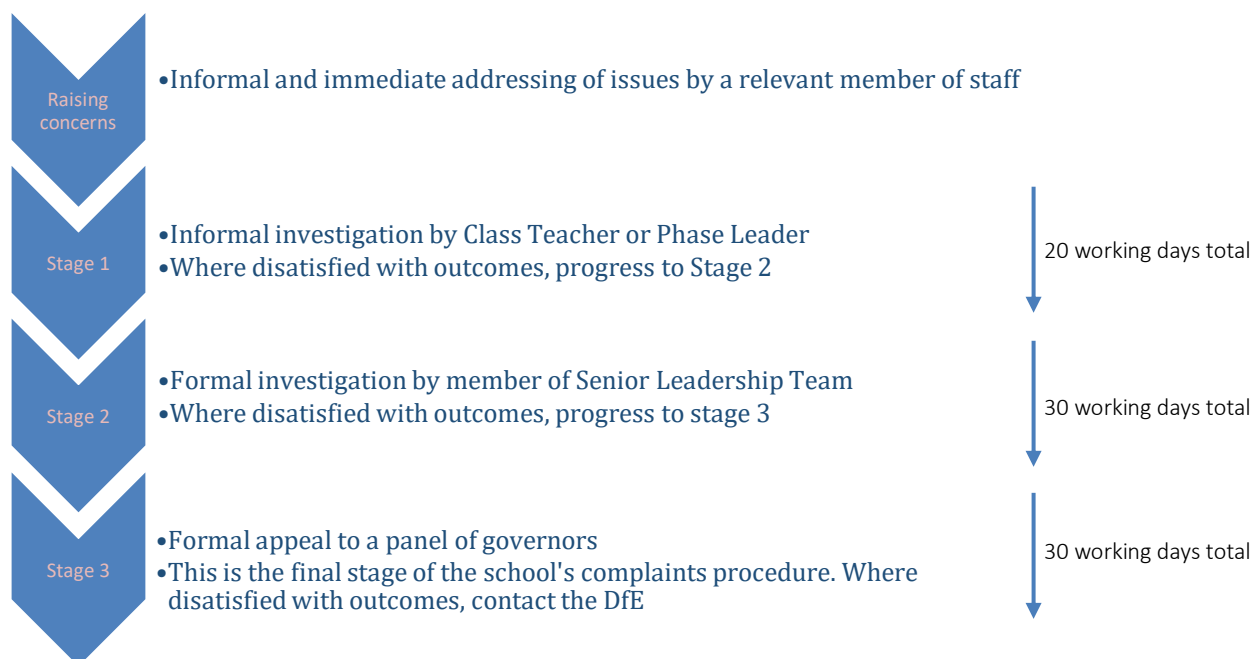 Raising
concerns
•Informal and immediate addressing of issues by a relevant member of staff
Stage 1
•Informal investigation by Class Teacher or Phase Leader
•Where disatisfied with outcomes, progress to Stage 2
20 working days total
Stage 2
•Formal investigation by member of Senior Leadership Team
•Where disatisfied with outcomes, progress to stage 3
30 working days total
Stage 3
•Formal appeal to a panel of governors
•This is the final stage of the school's complaints procedure. Where
disatisfied with outcomes, contact the DfE
30 working days total